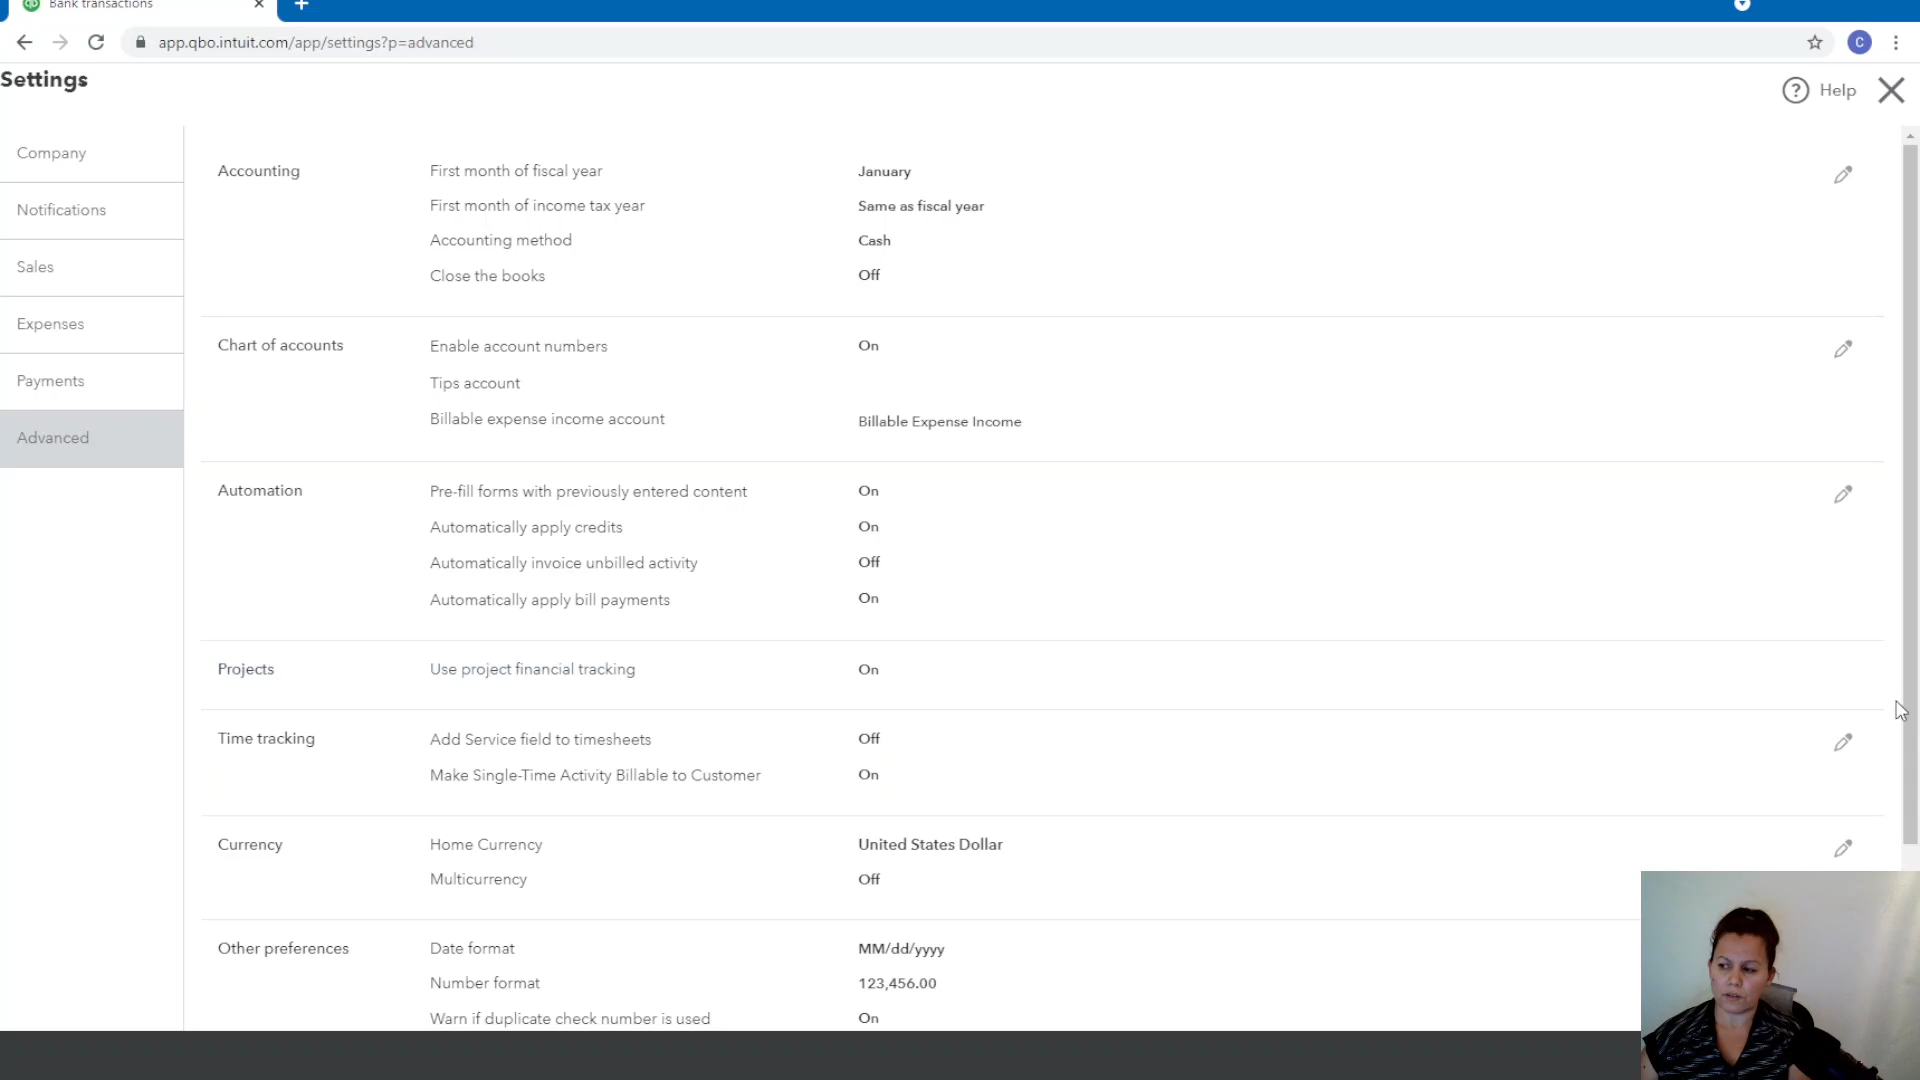 Bank transactions
app.qbo.intuit.com/app/settings?p=advanced
C
Settings
? Help
Company
Notifications
Sales
Expenses
Payments
Advanced
Accounting
First month of fiscal year January
First month of income tax year Same as fiscal year
Accounting method Cash
Close the books Off
Chart of accounts
Enable account numbers On
Tips account
Billable expense income account Billable Expense Income
Automation
Pre-fill forms with previously entered content On
Automatically apply credits On
Automatically invoice unbilled activity Off
Automatically apply bill payments On
Projects
Use project financial tracking On
Time tracking
Add Service field to timesheets Off
Make Single-Time Activity Billable to Customer On
Currency
Home Currency United States Dollar
Multicurrency Off
Other preferences
Date format MM/dd/yyyy
Number format 123,456.00
Warn if duplicate check number is used On